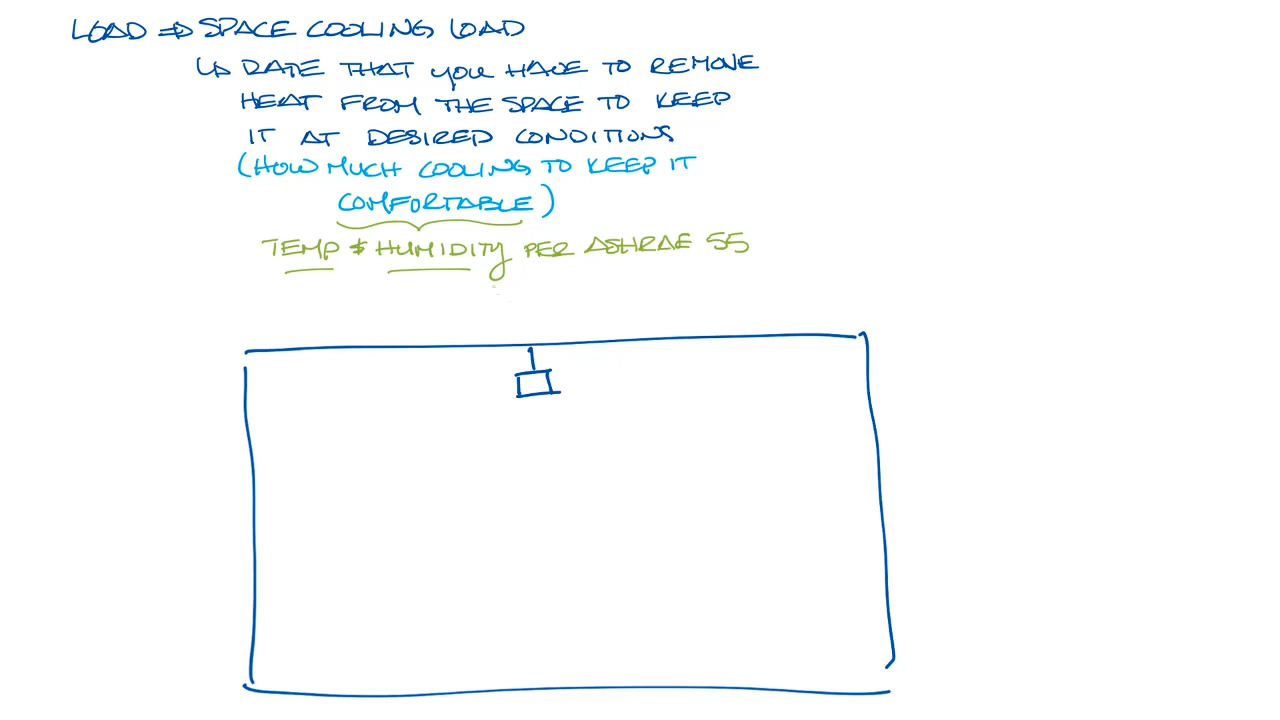 LOAD ⇒ SPACE COOLING LOAD
↳ RATE THAT YOU HAVE TO REMOVE
HEAT FROM THE SPACE TO KEEP
IT AT DESIRED CONDITIONS
(HOW MUCH COOLING TO KEEP IT
COMFORTABLE)
TEMP & HUMIDITY PER ASHRAE 55